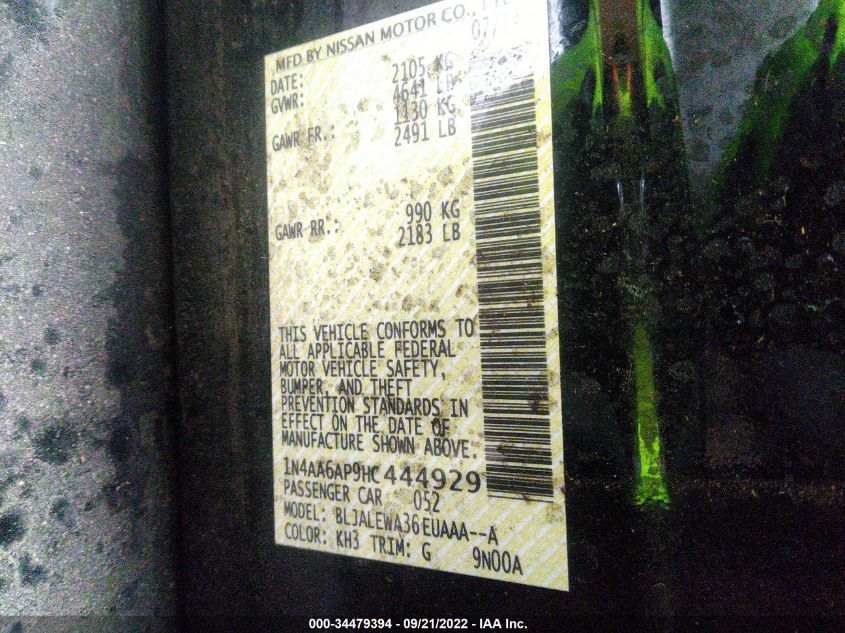 MFD BY NISSAN MOTOR CO.,
DATE: 07/17
GVWR: 2105 KG
4641 LB
GAWR FR.: 1130 KG
2491 LB
GAWR RR.: 990 KG
2183 LB
THIS VEHICLE CONFORMS TO
ALL APPLICABLE FEDERAL
MOTOR VEHICLE SAFETY,
BUMPER, AND THEFT
PREVENTION STANDARDS IN
EFFECT ON THE DATE OF
MANUFACTURE SHOWN ABOVE.
1N4AA6AP9HC444929
PASSENGER CAR 052
MODEL: BLJALEWA36EUAAA--A
COLOR: KH3 TRIM: G 9N00A
000-34479394 - 09/21/2022 - IAA Inc.